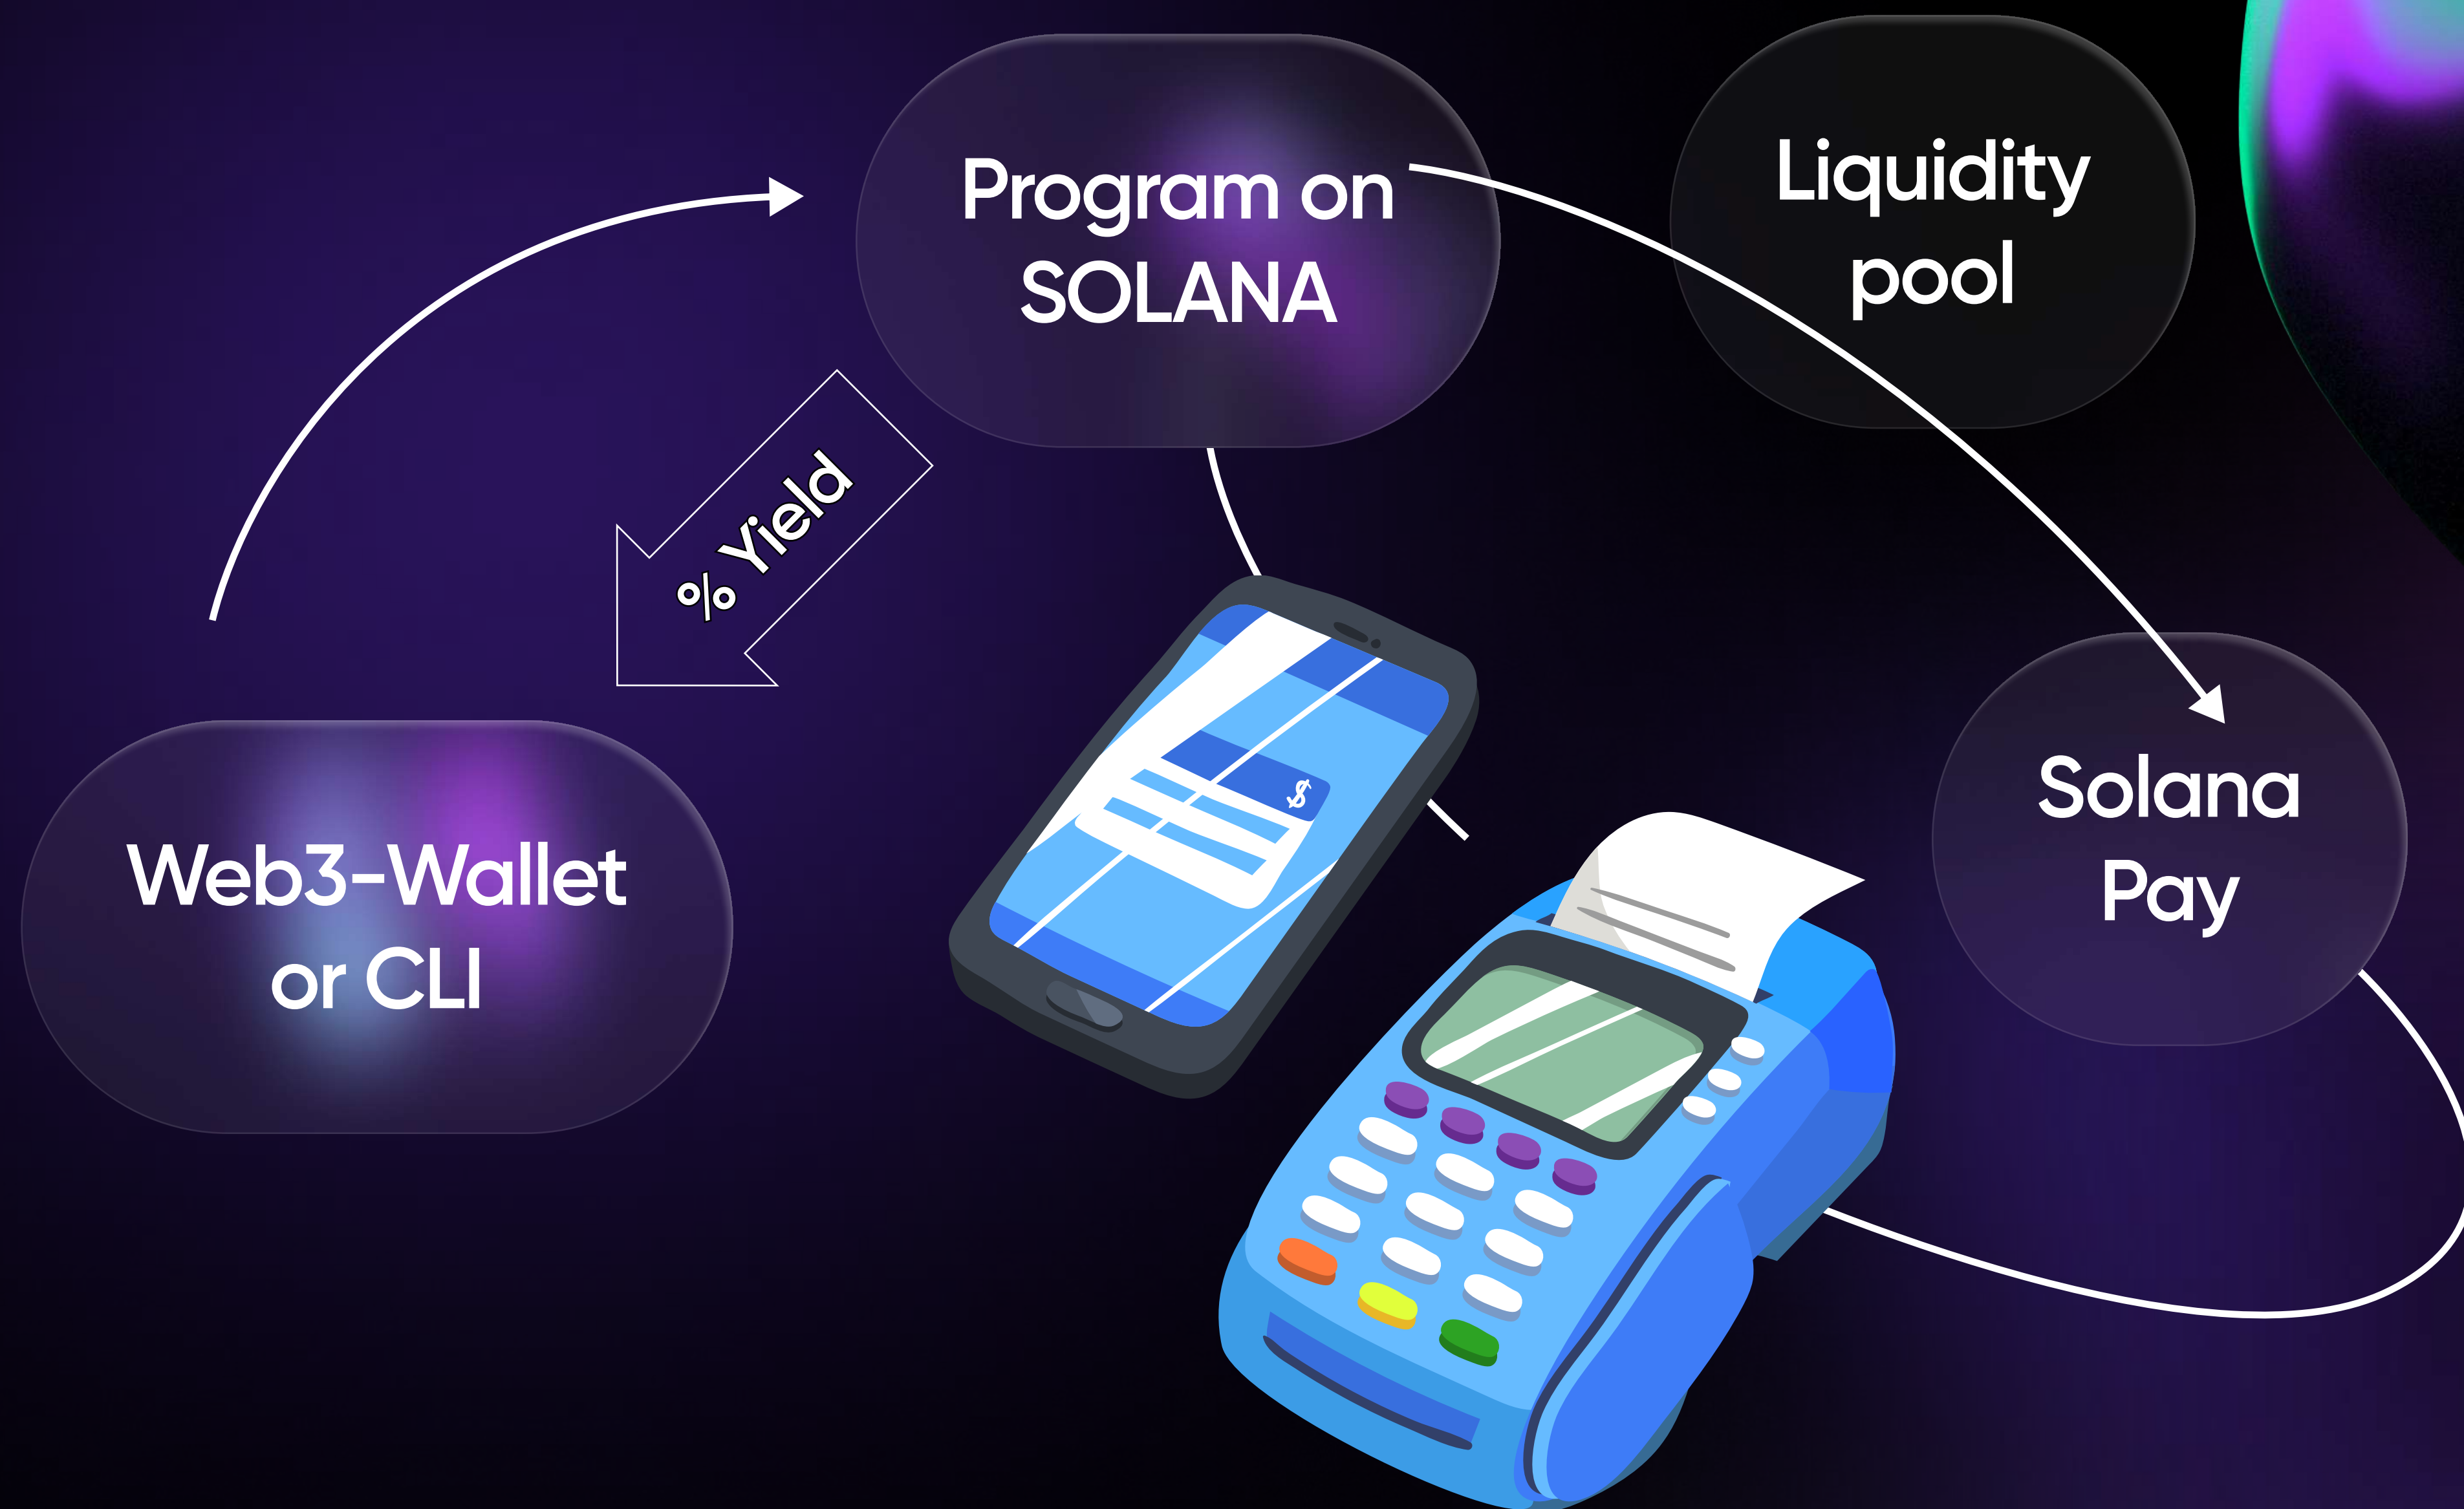 Program on
SOLANA
Liquidity
pool
% Yield
$
Solana
Pay
Web3-Wallet
or CLI